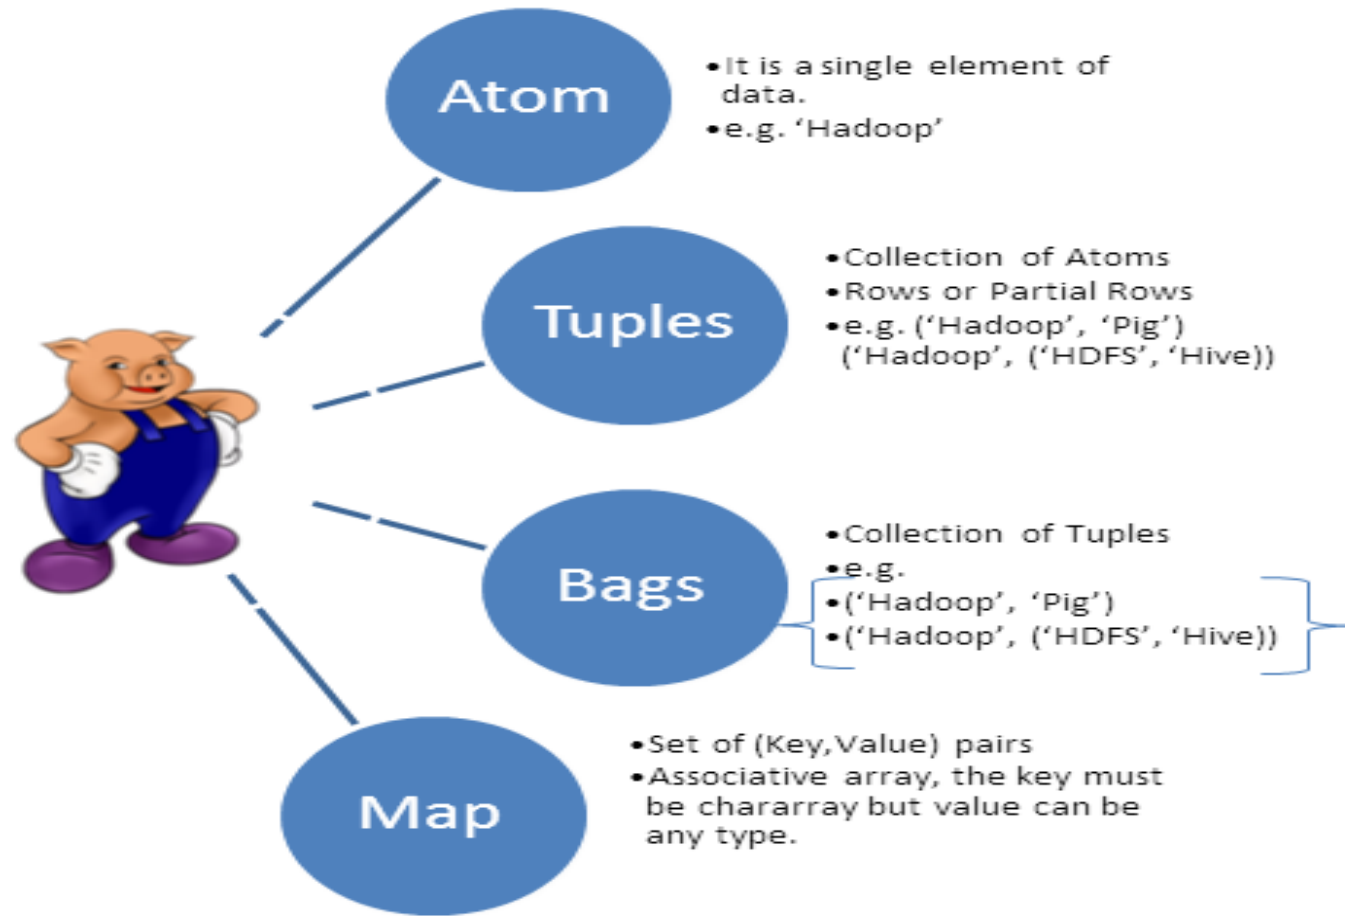 Atom
•It is a single element of
data.
•e.g. ‘Hadoop’
Tuples
•Collection of Atoms
•Rows or Partial Rows
•e.g. (‘Hadoop’, ‘Pig’)
(‘Hadoop’, (‘HDFS’, ‘Hive))
Bags
•Collection of Tuples
•e.g.
•(‘Hadoop’, ‘Pig’)
•(‘Hadoop’, (‘HDFS’, ‘Hive))
Map
•Set of (Key,Value) pairs
•Associative array, the key must
be chararray but value can be
any type.